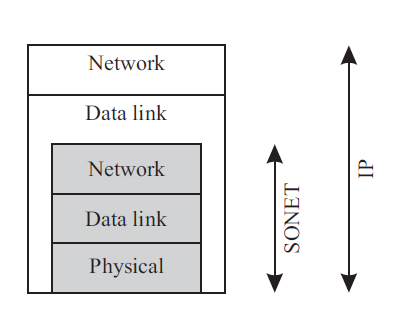 Network
Data link
Network
Data link
Physical
SONET
IP